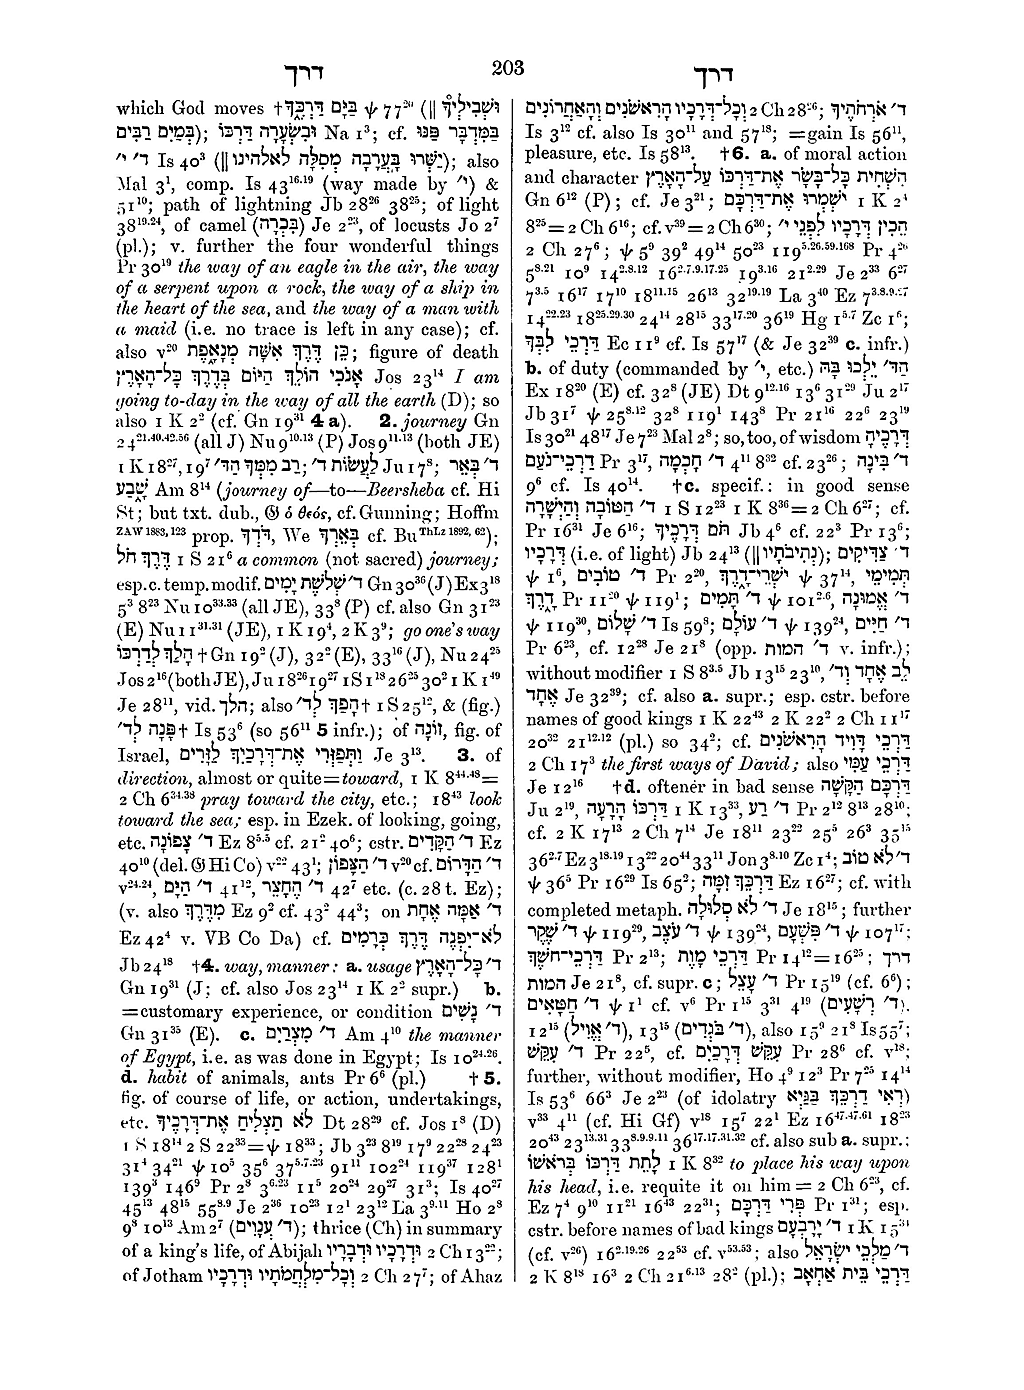 דרך 203 דרך
which God moves †בַּיָּם דַּרְכֶּךָ ψ 77²⁰ (‖ וּשְׁבִילְיךָ
בְּמַיִם רַבִּים); וּבִשְׂעָרָה דַּרְכּוֹ Na 1³; cf. בַּמִּדְבָּר פַּנּוּ
ד׳ י׳ Is 40³ (‖ יַשְּׁרוּ בָּעֲרָבָה מְסִלָּה לאלהינו); also
Mal 3¹, comp. Is 43¹⁶·¹⁹ (way made by י׳) &
51¹⁰; path of lightning Jb 28²⁶ 38²⁵; of light
38¹⁹·²⁴, of camel (בִּכְרָה) Je 2²³, of locusts Jo 2⁷
(pl.); v. further the four wonderful things
Pr 30¹⁹ the way of an eagle in the air, the way
of a serpent upon a rock, the way of a ship in
the heart of the sea, and the way of a man with
a maid (i.e. no trace is left in any case); cf.
also v²⁰ כֵּן דֶּרֶךְ אִשָּׁה מְנָאָ֑פֶת; figure of death
אָנֹכִי הוֹלֵךְ הַיּוֹם בְּדֶרֶךְ כָּל־הָאָרֶץ Jos 23¹⁴ I am
going to-day in the way of all the earth (D); so
also 1 K 2² (cf. Gn 19³¹ 4 a). 2. journey Gn
24²¹·⁴⁰·⁴²·⁵⁶ (all J) Nu 9¹⁰·¹³ (P) Jos 9¹¹·¹³ (both JE)
1 K 18²⁷, 19⁷ רַב מִמְּךָ הַדּ׳; לַעֲשׂוֹת ד׳ Ju 17⁸; ד׳ בְּאֵר
שָׁ֑בַע Am 8¹⁴ (journey of—to—Beersheba cf. Hi
St; but txt. dub., 𝔊 ὁ θεός, cf. Gunning; Hoffm
ZAW 1883, 123 prop. דֹּדְךָ, We בְּאֵרְךָ cf. Bu ThLz 1892, 62);
דֶּרֶךְ חֹל 1 S 21⁶ a common (not sacred) journey;
esp. c. temp. modif. ד׳ שְׁלֹשֶׁת יָמִים Gn 30³⁶ (J) Ex 3¹⁸
5³ 8²³ Nu 10³³·³³ (all JE), 33⁸ (P) cf. also Gn 31²³
(E) Nu 11³¹·³¹ (JE), 1 K 19⁴, 2 K 3⁹; go one's way
הָלַךְ לְדַרְכּוֹ †Gn 19² (J), 32² (E), 33¹⁶ (J), Nu 24²⁵
Jos 2¹⁶ (both JE), Ju 18²⁶ 19²⁷ 1 S 1¹⁸ 26²⁵ 30² 1 K 1⁴⁹
Je 28¹¹, vid. הלך; also הָפַךְ לְד׳† 1 S 25¹², & (fig.)
פָּנָה לְד׳† Is 53⁶ (so 56¹¹ 5 infr.); of זוֹנָה, fig. of
Israel, וַתְּפַזְּרִי אֶת־דְּרָכַיִךְ לַזָּרִים Je 3¹³. 3. of
direction, almost or quite = toward, 1 K 8⁴⁴·⁴⁸ =
2 Ch 6³⁴·³⁸ pray toward the city, etc.; 18⁴³ look
toward the sea; esp. in Ezek. of looking, going,
etc. ד׳ צָפוֹנָה Ez 8⁵·⁵ cf. 21² 40⁶; cstr. ד׳ הַקָּדִים Ez
40¹⁰ (del. 𝔊 Hi Co) v²² 43¹; ד׳ הַצָּפוֹן v²⁰ cf. ד׳ הַדָּרוֹם
v²⁴·²⁴, ד׳ הַיָּם 41¹², ד׳ הֶחָצֵר 42⁷ etc. (c. 28 t. Ez);
(v. also מִדֶּרֶךְ Ez 9² cf. 43² 44³; on ד׳ אַמָּה אֶחָת
Ez 42⁴ v. VB Co Da) cf. לֹא־יִפְנֶה דֶּרֶךְ כְּרָמִים
Jb 24¹⁸ †4. way, manner: a. usage ד׳ כָּל־הָאָרֶץ
Gn 19³¹ (J; cf. also Jos 23¹⁴ 1 K 2² supr.) b.
= customary experience, or condition ד׳ נָשִׁים
Gn 31³⁵ (E). c. ד׳ מִצְרַיִם Am 4¹⁰ the manner
of Egypt, i.e. as was done in Egypt; Is 10²⁴·²⁶.
d. habit of animals, ants Pr 6⁶ (pl.) †5.
fig. of course of life, or action, undertakings,
etc. לֹא תַצְלִיחַ אֶת־דְּרָכֶיךָ Dt 28²⁹ cf. Jos 1⁸ (D)
1 S 18¹⁴ 2 S 22³³ = ψ 18³³; Jb 3²³ 8¹⁹ 17⁹ 22²⁸ 24²³
31⁴ 34²¹ ψ 10⁵ 35⁶ 37⁵·⁷·²³ 91¹¹ 102²⁴ 119³⁷ 128¹
139³ 146⁹ Pr 2⁸ 3⁶·²³ 11⁵ 20²⁴ 29²⁷ 31³; Is 40²⁷
45¹³ 48¹⁵ 55⁸·⁹ Je 2³⁶ 10²³ 12¹ 23¹² La 3⁹·¹¹ Ho 2⁸
9⁸ 10¹³ Am 2⁷ (ד׳ עֲנָוִים); thrice (Ch) in summary
of a king's life, of Abijah וּדְרָכָיו וּדְבָרָיו 2 Ch 13²²;
of Jotham וְכָל־מִלְחֲמֹתָיו וּדְרָכָיו 2 Ch 27⁷; of Ahaz
וְכָל־דְּרָכָיו הָרִאשֹׁנִים וְהָאַחֲרוֹנִים 2 Ch 28²⁶; ד׳ אֹרְחֹתֶיךָ
Is 3¹² cf. also Is 30¹¹ and 57¹⁸; = gain Is 56¹¹,
pleasure, etc. Is 58¹³. †6. a. of moral action
and character הִשְׁחִית כָּל־בָּשָׂר אֶת־דַּרְכּוֹ עַל־הָאָרֶץ
Gn 6¹² (P); cf. Je 3²¹; יִשְׁמְרוּ אֶת־דַּרְכָּם 1 K 2⁴
8²⁵ = 2 Ch 6¹⁶; cf. v³⁹ = 2 Ch 6³⁰; הֵכִין דְּרָכָיו לִפְנֵי י׳
2 Ch 27⁶; ψ 5⁹ 39² 49¹⁴ 50²³ 119⁵·²⁶·⁵⁹·¹⁶⁸ Pr 4²⁶
5⁸·²¹ 10⁹ 14²·⁸·¹² 16²·⁷·⁹·¹⁷·²⁵ 19³·¹⁶ 21²·²⁹ Je 2³³ 6²⁷
7³·⁵ 16¹⁷ 17¹⁰ 18¹¹·¹⁵ 26¹³ 32¹⁹·¹⁹ La 3⁴⁰ Ez 7³·⁸·⁹·²⁷
14²²·²³ 18²⁵·²⁹·³⁰ 24¹⁴ 28¹⁵ 33¹⁷·²⁰ 36¹⁹ Hg 1⁵·⁷ Zc 1⁶;
דַּרְכֵי לִבְּךָ Ec 11⁹ cf. Is 57¹⁷ (& Je 32³⁹ c. infr.)
b. of duty (commanded by י׳, etc.) הַדּ׳ יֵלְכוּ בָהּ
Ex 18²⁰ (E) cf. 32⁸ (JE) Dt 9¹²·¹⁶ 13⁶ 31²⁹ Ju 2¹⁷
Jb 31⁷ ψ 25⁸·¹² 32⁸ 119¹ 143⁸ Pr 21¹⁶ 22⁶ 23¹⁹
Is 30²¹ 48¹⁷ Je 7²³ Mal 2⁸; so, too, of wisdom דְּרָכֶיהָ
דַּרְכֵי־נֹעַם Pr 3¹⁷, ד׳ חָכְמָה 4¹¹ 8³² cf. 23²⁶; ד׳ בִּינָה
9⁶ cf. Is 40¹⁴. †c. specif.: in good sense
ד׳ הַטּוֹבָה וְהַיְשָׁרָה 1 S 12²³ 1 K 8³⁶ = 2 Ch 6²⁷; cf.
Pr 16³¹ Je 6¹⁶; תֹּם דְּרָכֶיךָ Jb 4⁶ cf. 22³ Pr 13⁶;
דְּרָכָיו (i.e. of light) Jb 24¹³ (‖ נְתִיבֹתָיו); ד׳ צַדִּיקִים
ψ 1⁶, ד׳ טוֹבִים Pr 2²⁰, יִשְׁרֵי־דָרֶךְ ψ 37¹⁴, תְּמִימֵי
דָרֶךְ Pr 11²⁰ ψ 119¹; ד׳ תָּמִים ψ 101²·⁶, ד׳ אֱמוּנָה
ψ 119³⁰, ד׳ שָׁלוֹם Is 59⁸; ד׳ עוֹלָם ψ 139²⁴, ד׳ חַיִּים
Pr 6²³, cf. 12²⁸ Je 21⁸ (opp. ד׳ המות v. infr.);
without modifier 1 S 8³·⁵ Jb 13¹⁵ 23¹⁰, לֵב אֶחָד וְד׳
אֶחָד Je 32³⁹; cf. also a. supr.; esp. cstr. before
names of good kings 1 K 22⁴³ 2 K 22² 2 Ch 11¹⁷
20³² 21¹²·¹² (pl.) so 34²; cf. דַּרְכֵי דָּוִיד הָרִאשֹׁנִים
2 Ch 17³ the first ways of David; also דַּרְכֵי עַמִּי
Je 12¹⁶ †d. oftener in bad sense דַּרְכָּם הַקָּשָׁה
Ju 2¹⁹, דַּרְכּוֹ הָרָעָה 1 K 13³³, ד׳ רַע Pr 2¹² 8¹³ 28¹⁰;
cf. 2 K 17¹³ 2 Ch 7¹⁴ Je 18¹¹ 23²² 25⁵ 26³ 35¹⁵
36²·⁷ Ez 3¹⁸·¹⁹ 13²² 20⁴⁴ 33¹¹ Jon 3⁸·¹⁰ Zc 1⁴; ד׳ לֹא טוֹב
ψ 36⁵ Pr 16²⁹ Is 65²; דַּרְכֵּךְ זִמָּה Ez 16²⁷; cf. with
completed metaph. ד׳ לֹא סְלוּלָה Je 18¹⁵; further
ד׳ שֶׁקֶר ψ 119²⁹, ד׳ עֹצֶב ψ 139²⁴, ד׳ פִּשְׁעָם ψ 107¹⁷;
דַּרְכֵי־חֹשֶׁךְ Pr 2¹³; דַּרְכֵי מָוֶת Pr 14¹² = 16²⁵; דרך
המות Je 21⁸, cf. supr. c; ד׳ עָצֵל Pr 15¹⁹ (cf. 6⁶);
ד׳ חַטָּאִים ψ 1¹ cf. v⁶ Pr 1¹⁵ 3³¹ 4¹⁹ (ד׳ רְשָׁעִים),
12¹⁵ (ד׳ אֱוִיל), 13¹⁵ (ד׳ בֹּגְדִים), also 15⁹ 21⁸ Is 55⁷;
ד׳ עִקֵּשׁ Pr 22⁵, cf. עִקֵּשׁ דְּרָכַיִם Pr 28⁶ cf. v¹⁸;
further, without modifier, Ho 4⁹ 12³ Pr 7²⁵ 14¹⁴
Is 53⁶ 66³ Je 2²³ (of idolatry רְאִי דַרְכֵּךְ בַּגַּיְא)
v³³ 4¹¹ (cf. Hi Gf) v¹⁸ 15⁷ 22¹ Ez 16⁴⁷·⁴⁷·⁶¹ 18²³
20⁴³ 23¹³·³¹ 33⁸·⁹·⁹·¹¹ 36¹⁷·¹⁷·³¹·³² cf. also sub a. supr.:
לָתֵת דַּרְכּוֹ בְּרֹאשׁוֹ 1 K 8³² to place his way upon
his head, i.e. requite it on him = 2 Ch 6²³, cf.
Ez 7⁴ 9¹⁰ 11²¹ 16⁴³ 22³¹; פְּרִי דַּרְכָּם Pr 1³¹; esp.
cstr. before names of bad kings ד׳ יָרָבְעָם 1 K 15³⁴
(cf. v²⁶) 16²·¹⁹·²⁶ 22⁵³ cf. v⁵³·⁵³; also ד׳ מַלְכֵי יִשְׂרָאֵל
2 K 8¹⁸ 16³ 2 Ch 21⁶·¹³ 28² (pl.); דַּרְכֵי בֵּית אַחְאָב